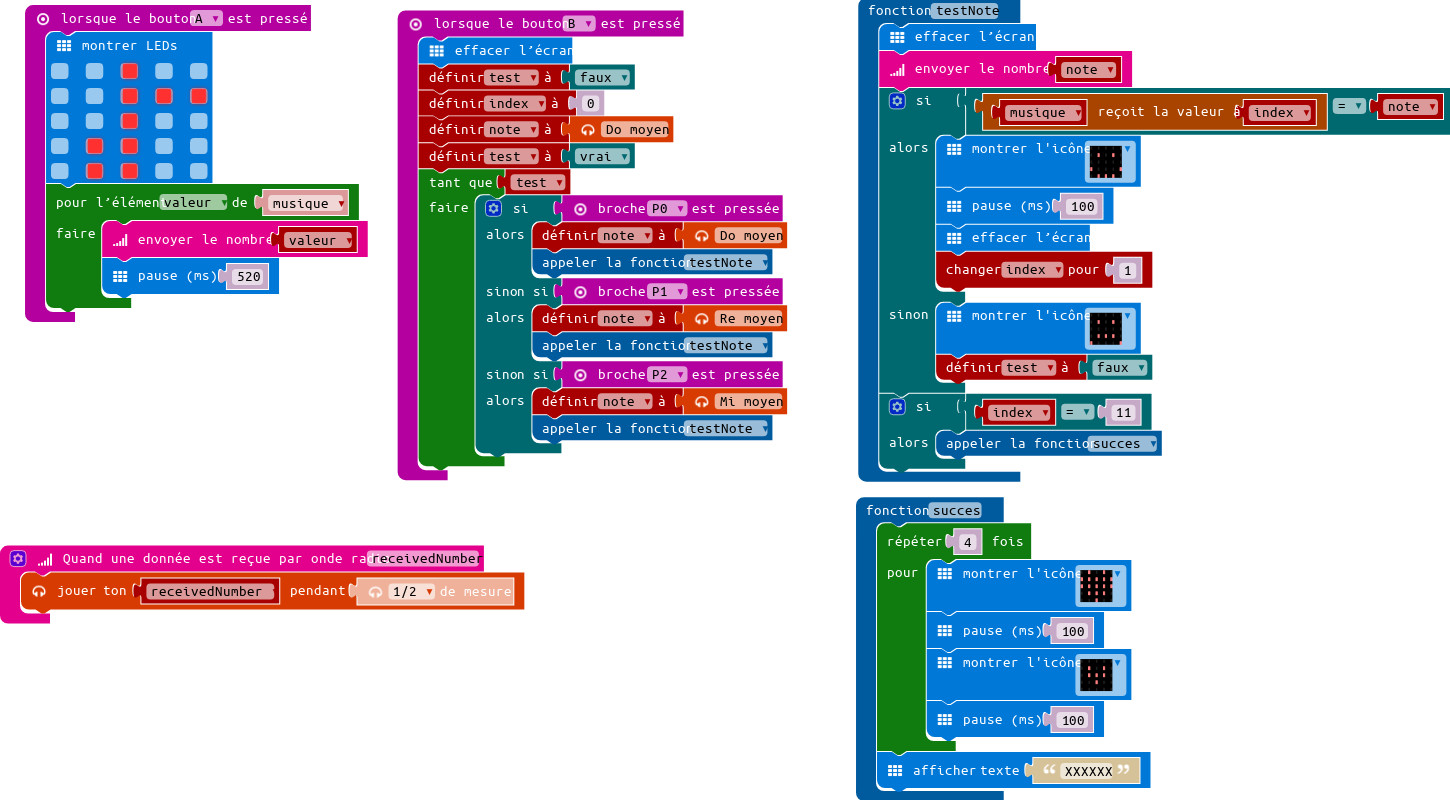 lorsque le bouton A est pressé
montrer LEDs
pour l'élémen valeur de musique
faire
envoyer le nombre valeur
pause (ms) 520
lorsque le bouto B est pressé
effacer l'écran
définir test à faux
définir index à 0
définir note à Do moyen
définir test à vrai
tant que test
faire
si broche P0 est pressée
alors définir note à Do moyen
appeler la fonctio testNote
sinon si broche P1 est pressée
alors définir note à Re moyen
appeler la fonctio testNote
sinon si broche P2 est pressée
alors définir note à Mi moyen
appeler la fonctio testNote
fonction testNote
effacer l'écran
envoyer le nombre note
si musique reçoit la valeur à index = note
alors montrer l'icône
pause (ms) 100
effacer l'écran
changer index pour 1
sinon montrer l'icône
définir test à faux
si index = 11
alors appeler la fonctio succes
fonction succes
répéter 4 fois
pour montrer l'icône
pause (ms) 100
montrer l'icône
pause (ms) 100
afficher texte “ XXXXXX ”
Quand une donnée est reçue par onde ra receivedNumber
jouer ton receivedNumber pendant 1/2 de mesure